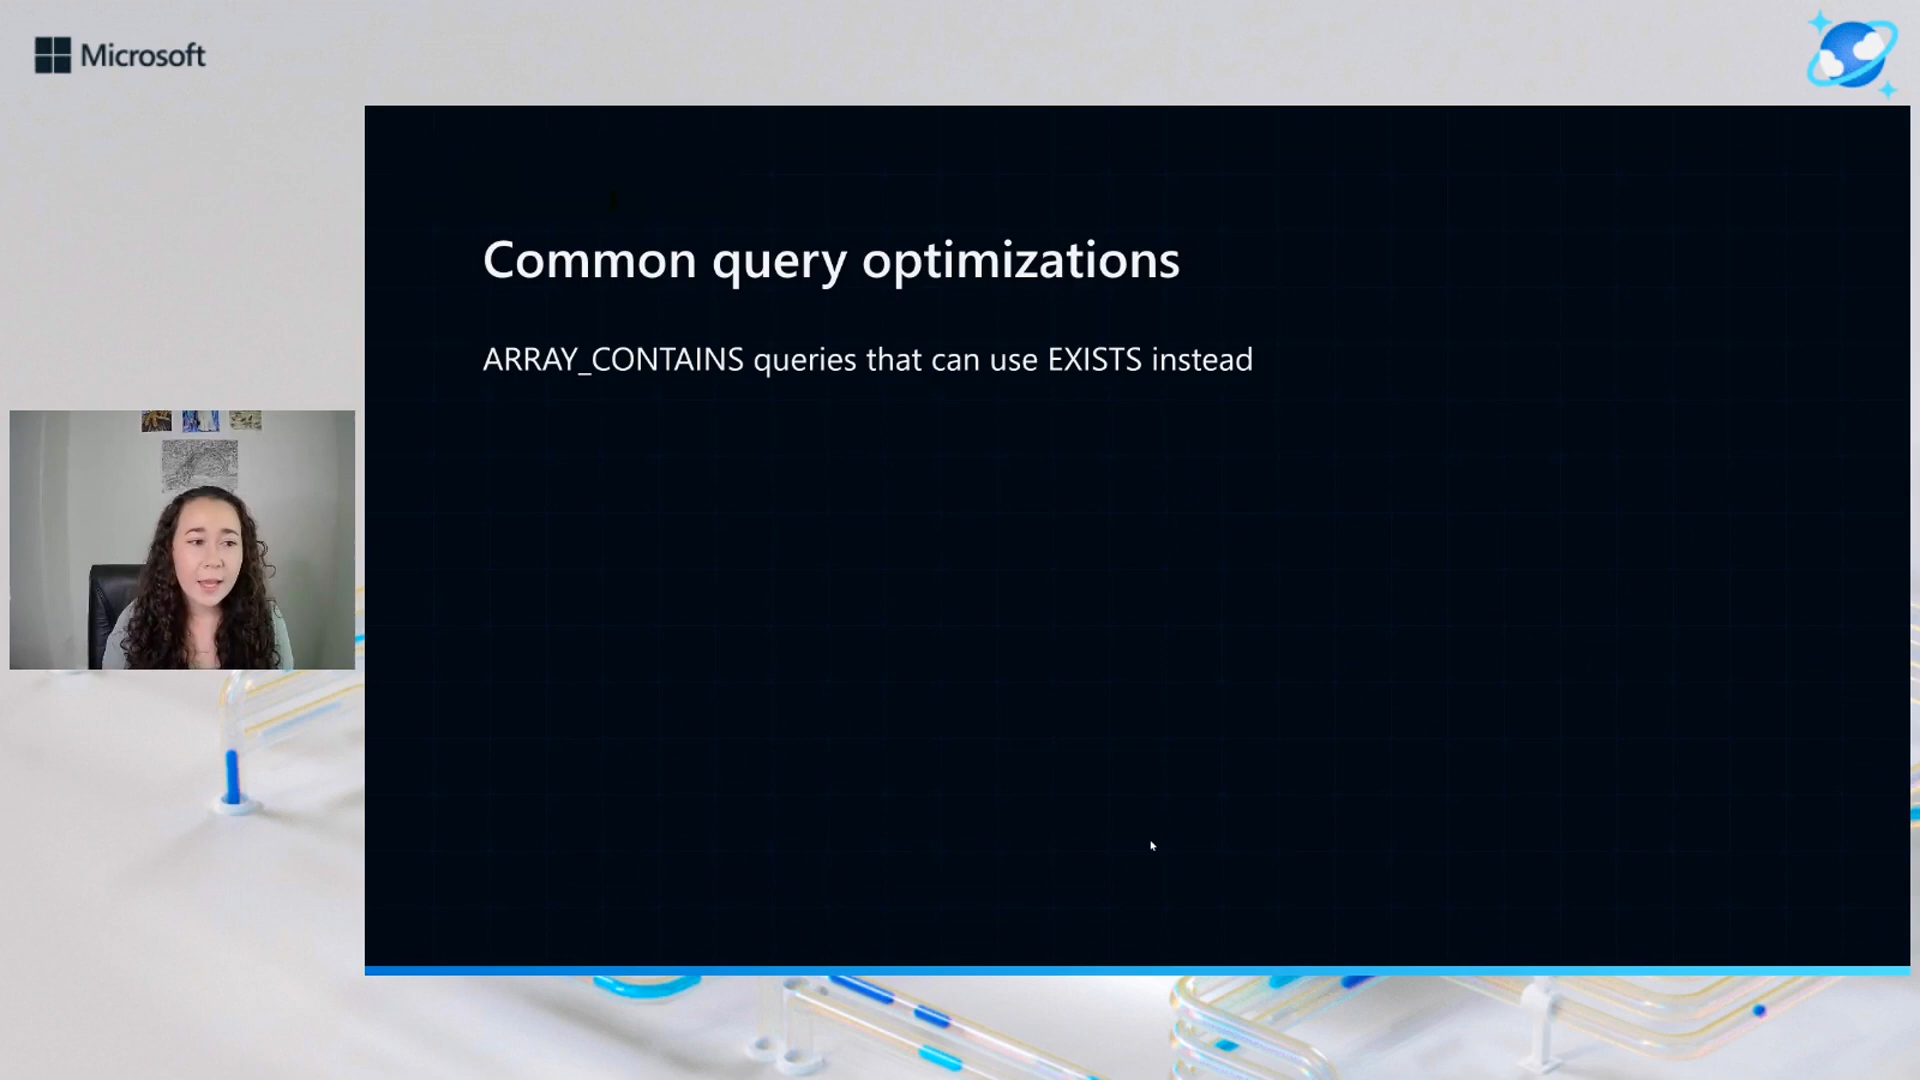 Microsoft
Common query optimizations
ARRAY_CONTAINS queries that can use EXISTS instead